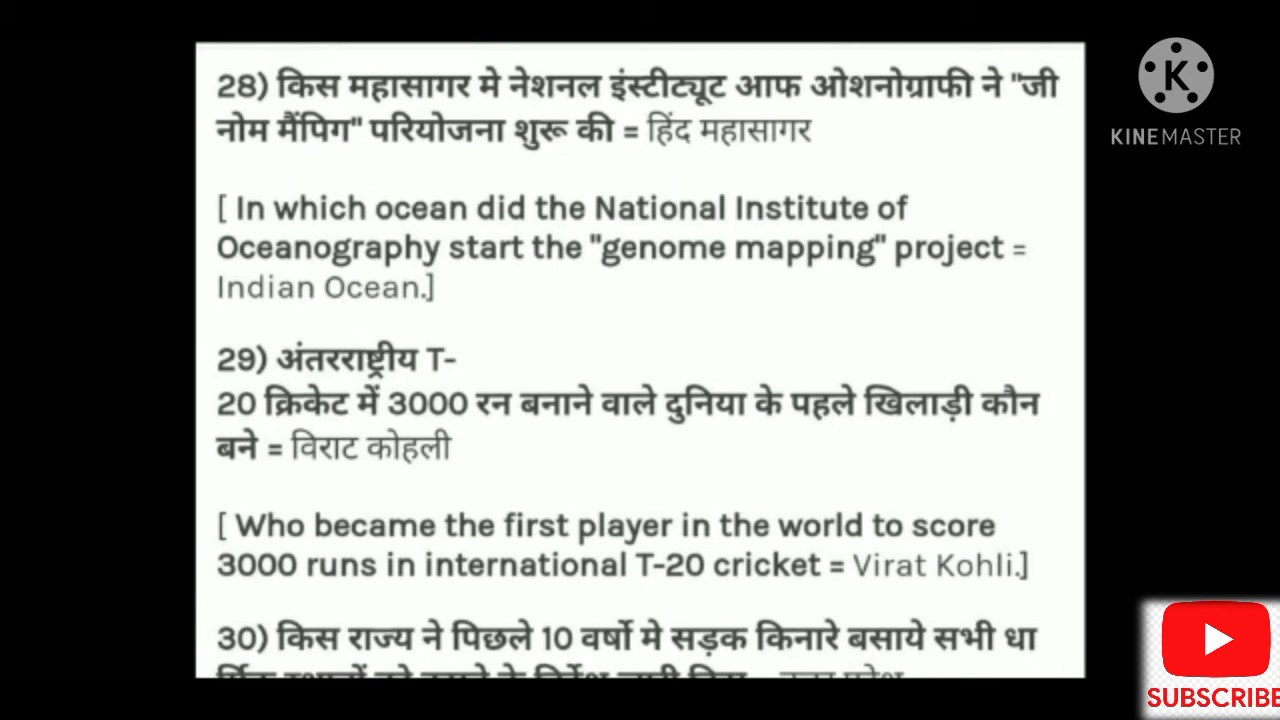 28) किस महासागर मे नेशनल इंस्टीट्यूट आफ ओशनोग्राफी ने "जी
नोम मैंपिग" परियोजना शुरू की = हिंद महासागर
[ In which ocean did the National Institute of
Oceanography start the "genome mapping" project =
Indian Ocean.]
29) अंतरराष्ट्रीय T-
20 क्रिकेट में 3000 रन बनाने वाले दुनिया के पहले खिलाड़ी कौन
बने = विराट कोहली
[ Who became the first player in the world to score
3000 runs in international T-20 cricket = Virat Kohli.]
30) किस राज्य ने पिछले 10 वर्षो मे सड़क किनारे बसाये सभी धा
K
KINEMASTER
SUBSCRIBE